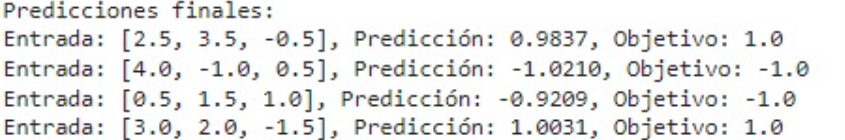 Predicciones finales:
Entrada: [2.5, 3.5, -0.5], Predicción: 0.9837, Objetivo: 1.0
Entrada: [4.0, -1.0, 0.5], Predicción: -1.0210, Objetivo: -1.0
Entrada: [0.5, 1.5, 1.0], Predicción: -0.9209, Objetivo: -1.0
Entrada: [3.0, 2.0, -1.5], Predicción: 1.0031, Objetivo: 1.0